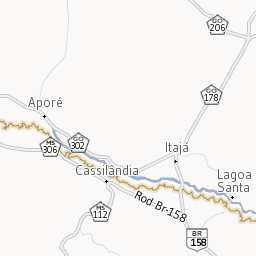 GO
206
GO
178
Aporé
MS
306
GO
302
Itajá
Cassilândia
Lagoa
Santa
MS
112
Rod Br-158
BR
158